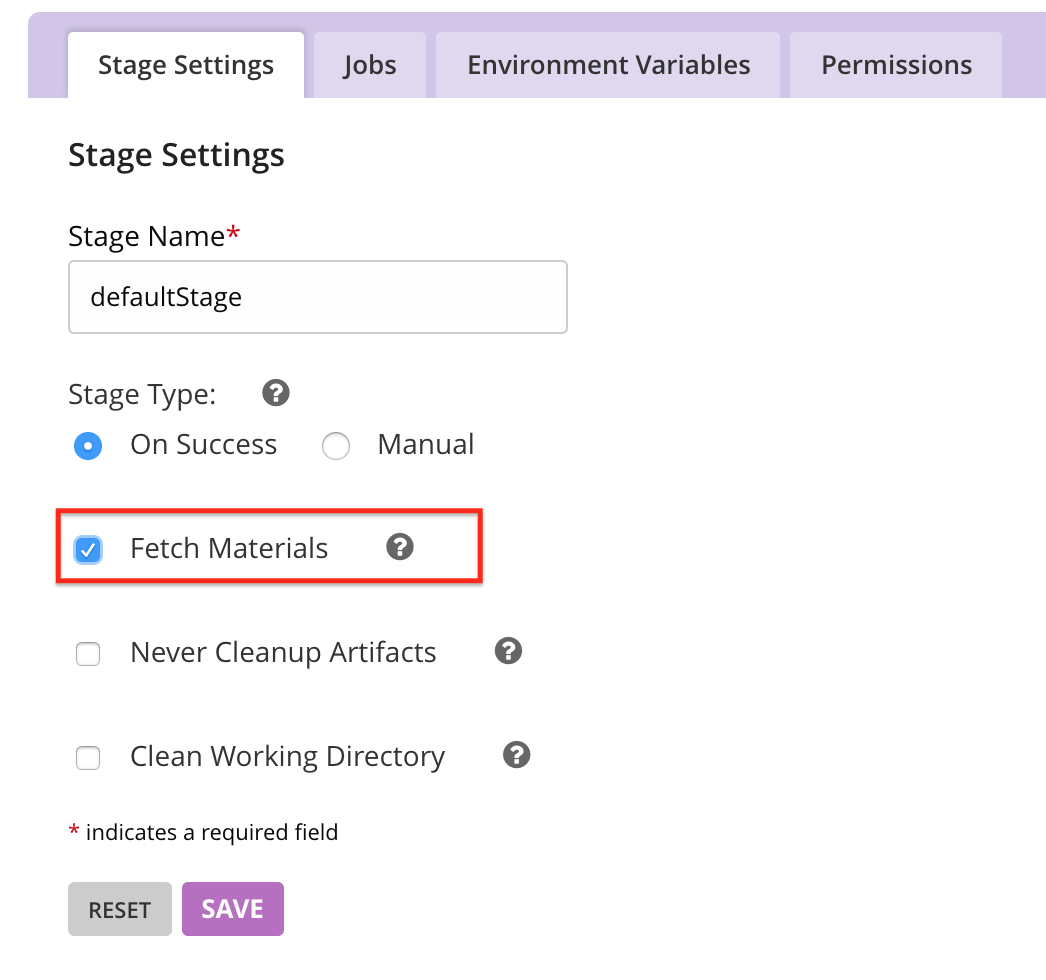 Stage Settings Jobs Environment Variables Permissions
Stage Settings
Stage Name*
defaultStage
Stage Type: ?
On Success Manual
Fetch Materials ?
Never Cleanup Artifacts ?
Clean Working Directory ?
* indicates a required field
RESET SAVE